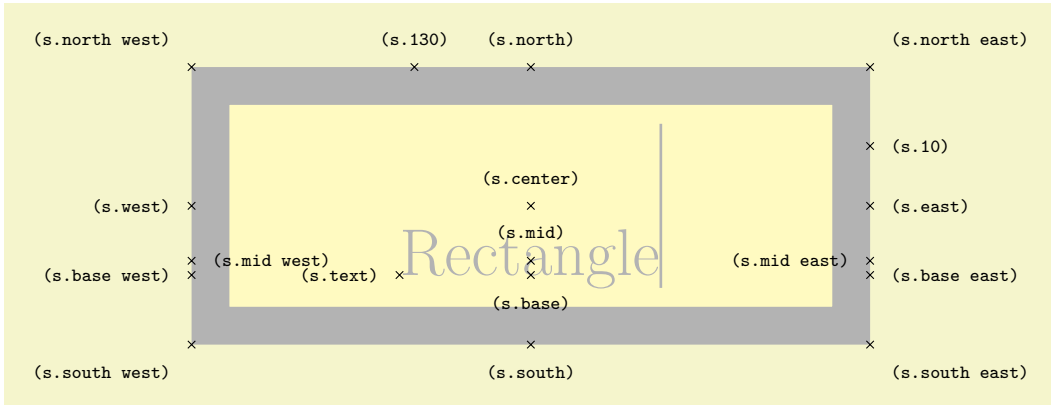 (s.north west) (s.130) (s.north) (s.north east)
(s.10)
(s.center)
(s.west) (s.east)
(s.mid)
Rectangle
(s.mid west) (s.mid east)
(s.base west) (s.text) (s.base east)
(s.base)
(s.south west) (s.south) (s.south east)